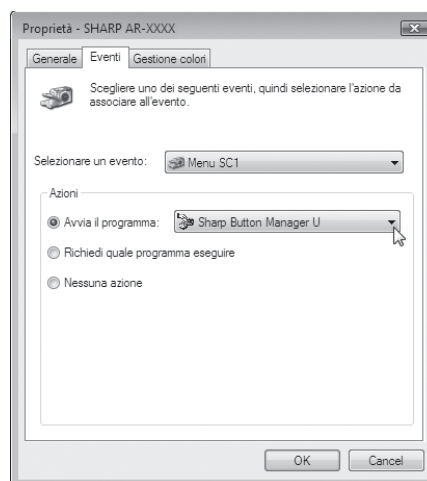 Proprietà - SHARP AR-XXXX
Generale Eventi Gestione colori
Scegliere uno dei seguenti eventi, quindi selezionare l'azione da
associare all'evento.
Selezionare un evento: Menu SC1
Azioni
Avvia il programma: Sharp Button Manager U
Richiedi quale programma eseguire
Nessuna azione
OK Cancel